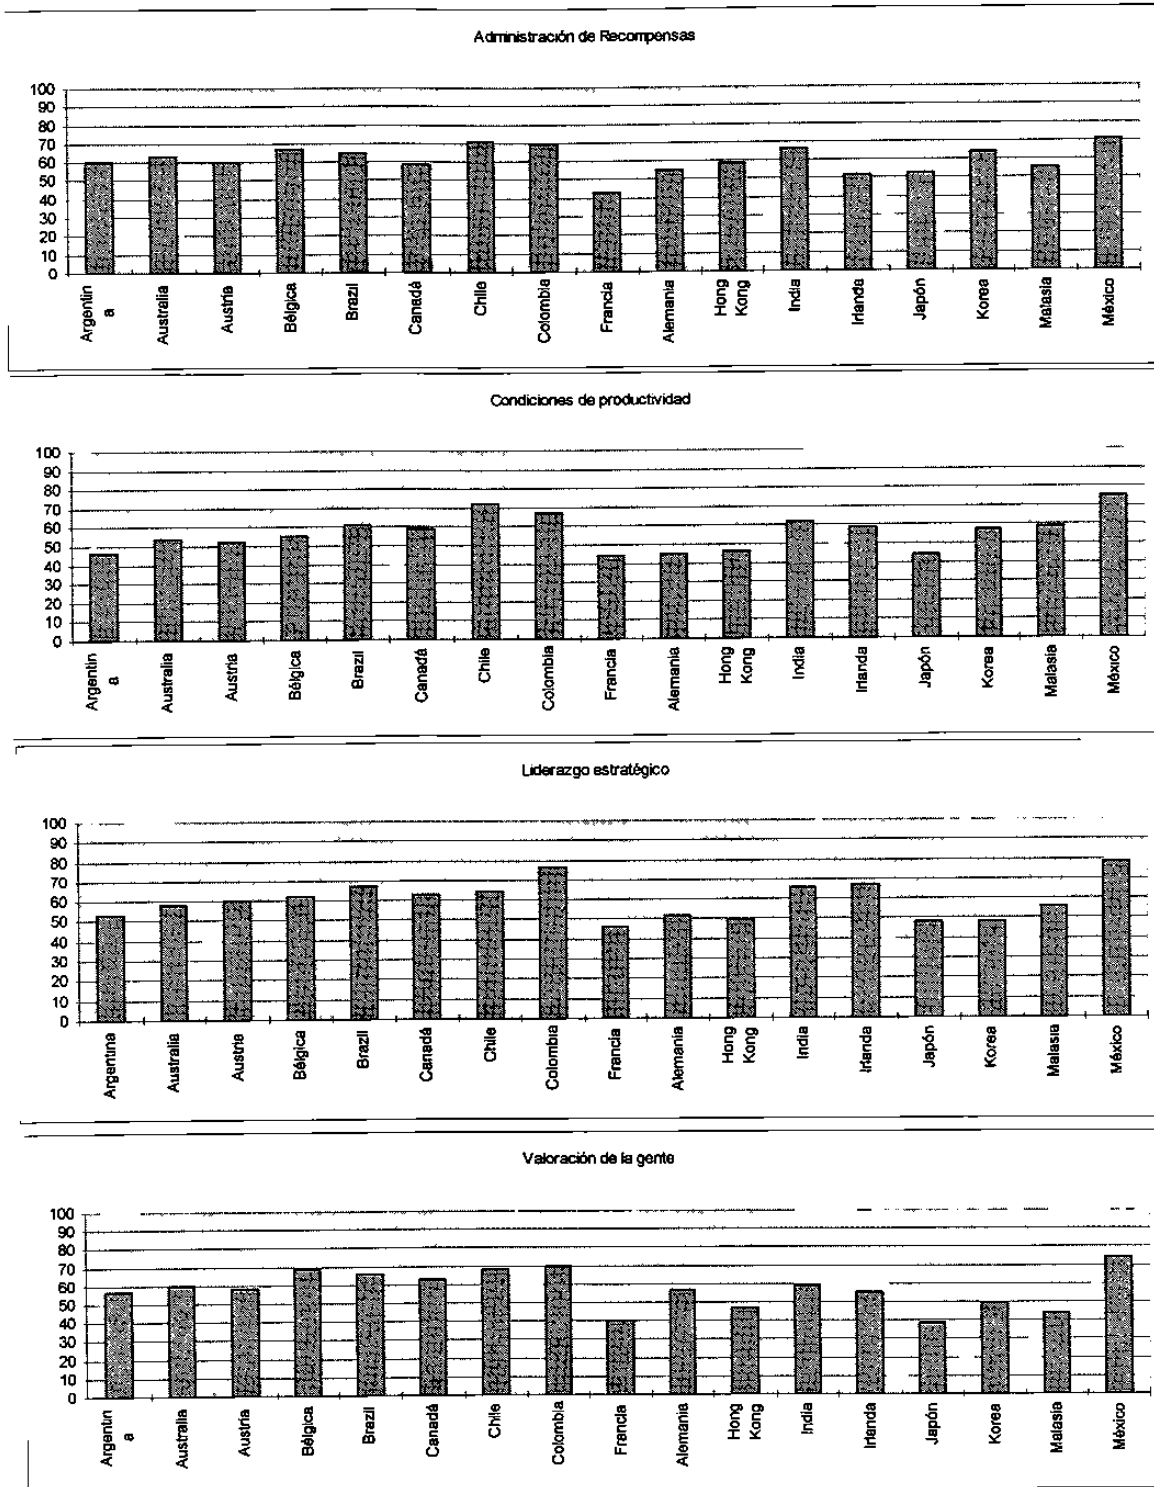 Administración de Recompensas
100
90
80
70
60
50
40
30
20
10
0
Argentin
a
Australia
Austria
Bélgica
Brazil
Canadá
Chile
Colombia
Francia
Alemania
Hong
Kong
India
Irlanda
Japón
Korea
Malasia
México
Condiciones de productividad
100
90
80
70
60
50
40
30
20
10
0
Argentin
a
Australia
Austria
Bélgica
Brazil
Canadá
Chile
Colombia
Francia
Alemania
Hong
Kong
India
Irlanda
Japón
Korea
Malasia
México
Liderazgo estratégico
100
90
80
70
60
50
40
30
20
10
0
Argentina
Australia
Austria
Bélgica
Brazil
Canadá
Chile
Colombia
Francia
Alemania
Hong
Kong
India
Irlanda
Japón
Korea
Malasia
México
Valoración de la gente
100
90
80
70
60
50
40
30
20
10
0
Argentin
a
Australia
Austria
Bélgica
Brazil
Canadá
Chile
Colombia
Francia
Alemania
Hong
Kong
India
Irlanda
Japón
Korea
Malasia
México